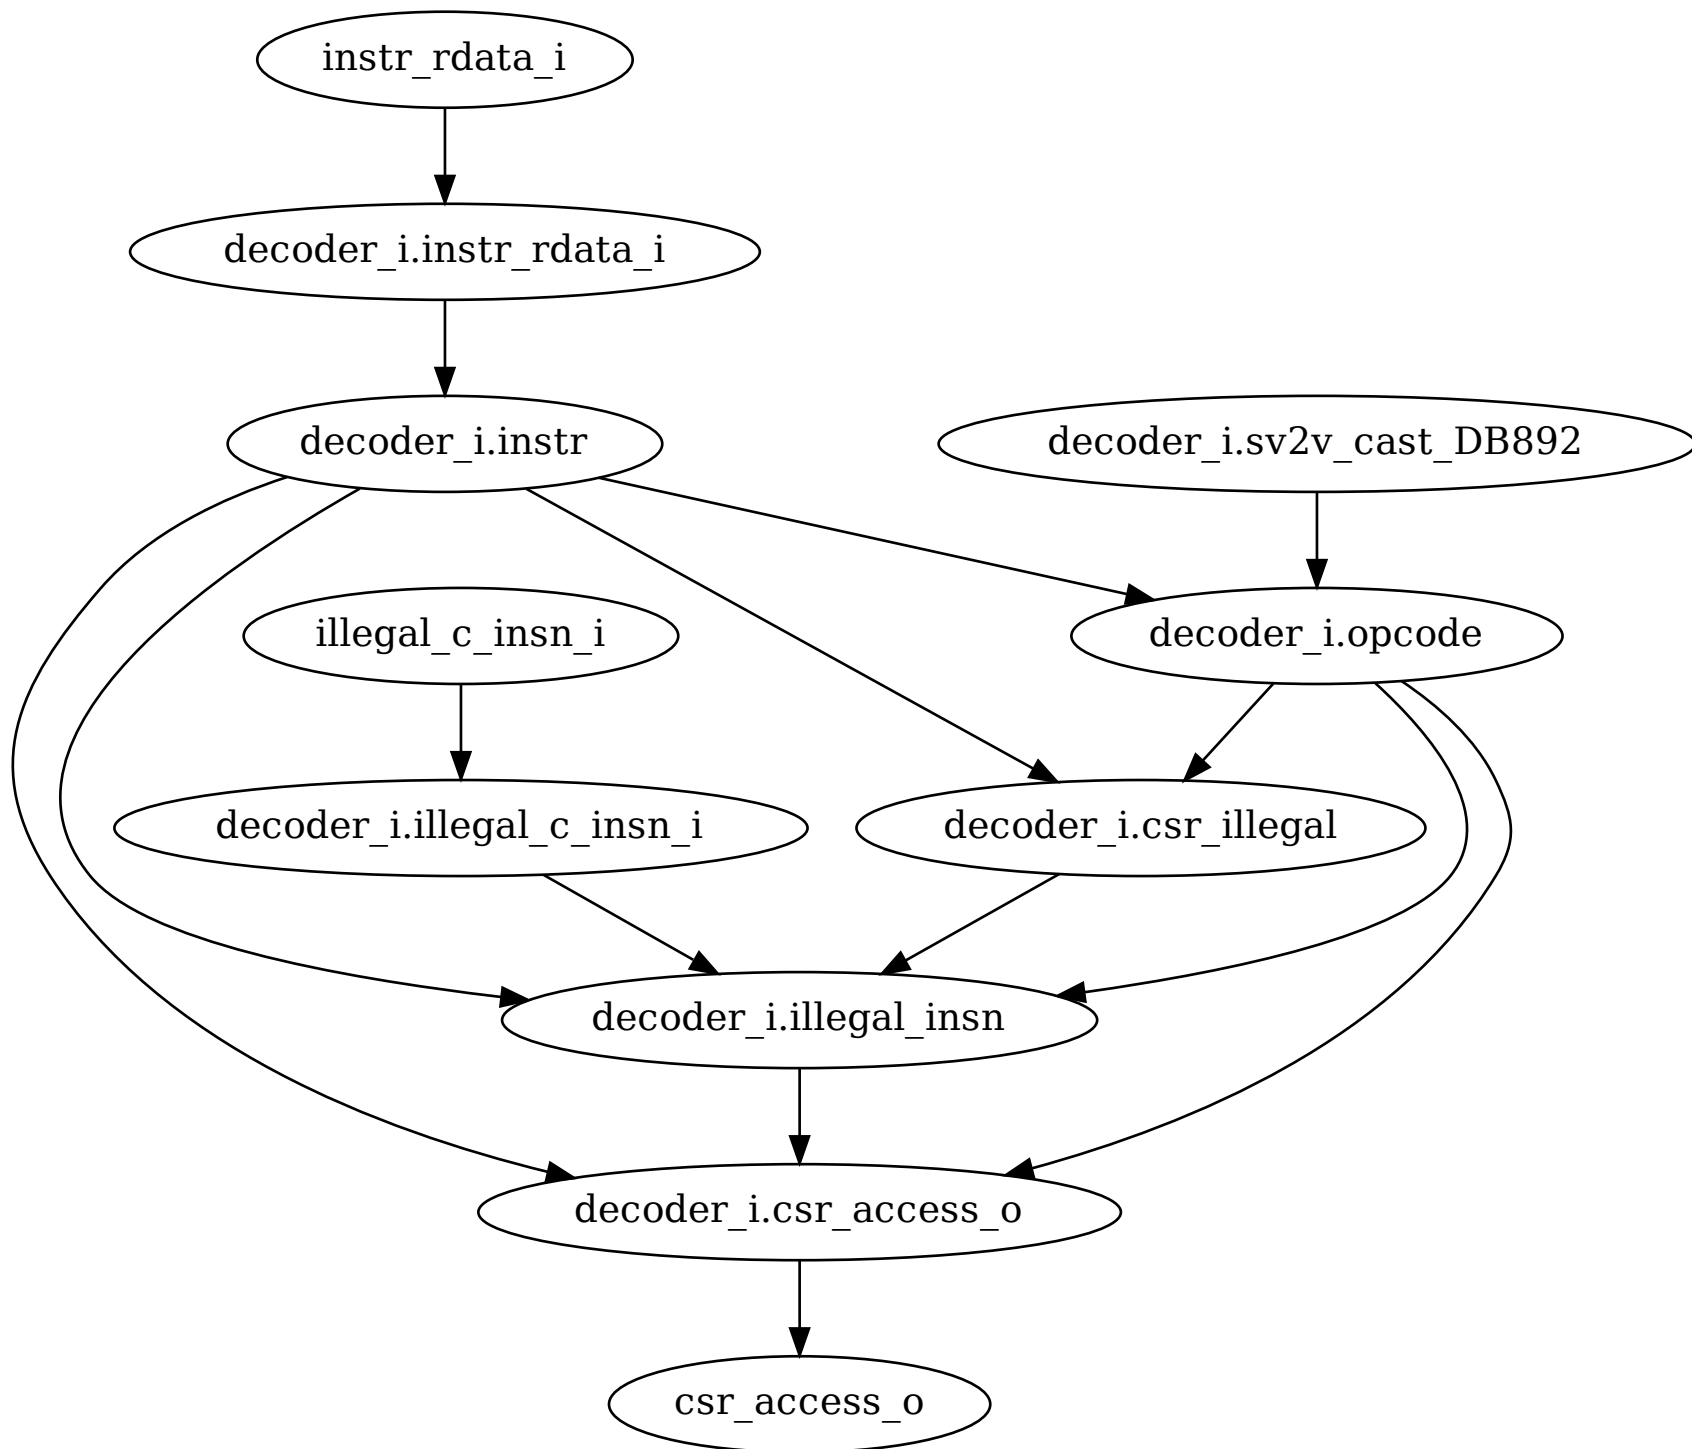 instr_rdata_i
decoder_i.instr_rdata_i
decoder_i.instr
decoder_i.sv2v_cast_DB892
illegal_c_insn_i
decoder_i.opcode
decoder_i.illegal_c_insn_i
decoder_i.csr_illegal
decoder_i.illegal_insn
decoder_i.csr_access_o
csr_access_o